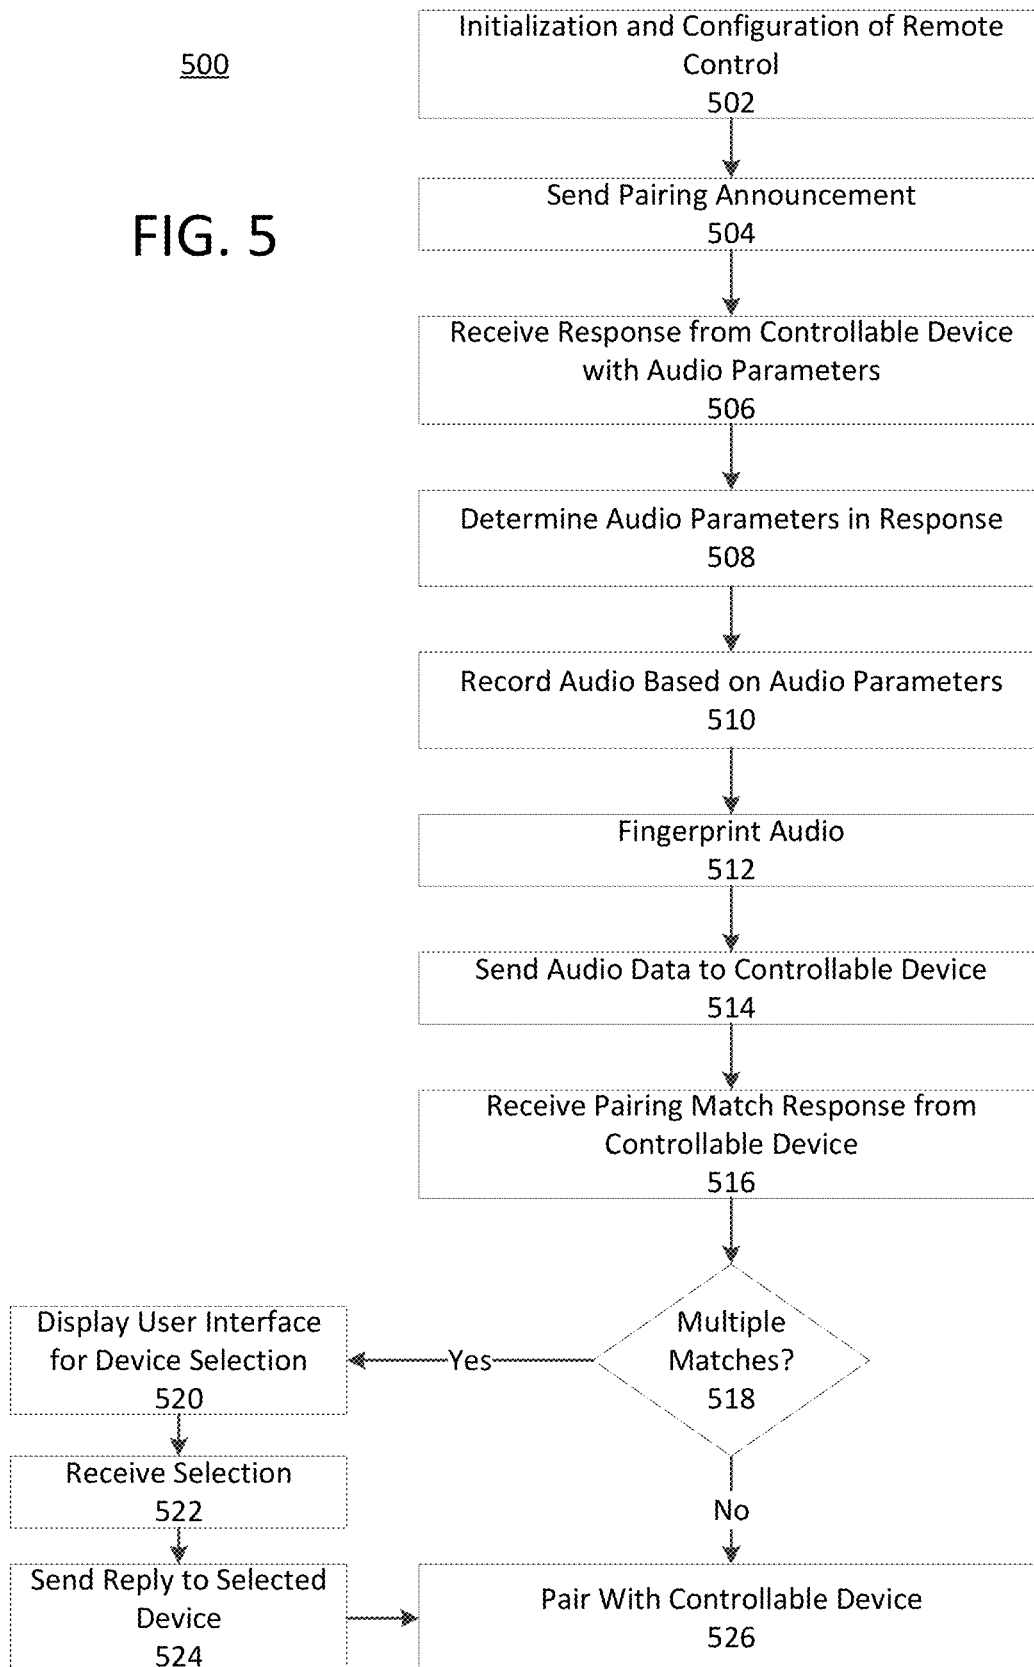 500
FIG. 5
Initialization and Configuration of Remote
Control
502
Send Pairing Announcement
504
Receive Response from Controllable Device
with Audio Parameters
506
Determine Audio Parameters in Response
508
Record Audio Based on Audio Parameters
510
Fingerprint Audio
512
Send Audio Data to Controllable Device
514
Receive Pairing Match Response from
Controllable Device
516
Multiple
Matches?
518
Yes
Display User Interface
for Device Selection
520
Receive Selection
522
Send Reply to Selected
Device
524
No
Pair With Controllable Device
526